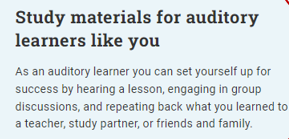 Study materials for auditory
learners like you
As an auditory learner you can set yourself up for
success by hearing a lesson, engaging in group
discussions, and repeating back what you learned to
a teacher, study partner, or friends and family.